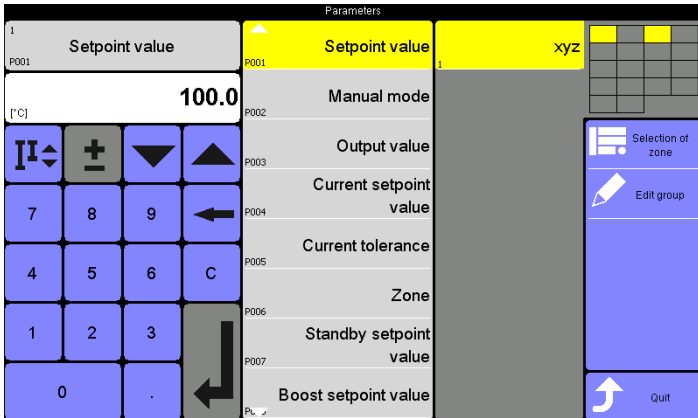 Parameters
1
Setpoint value
P001
100.0
[°C]
7
8
9
4
5
6
C
1
2
3
0
.
Setpoint value
P001
Manual mode
P002
Output value
P003
Current setpoint
value
P004
Current tolerance
P005
Zone
P006
Standby setpoint
value
P007
Boost setpoint value
xyz
1
Selection of
zone
Edit group
Quit